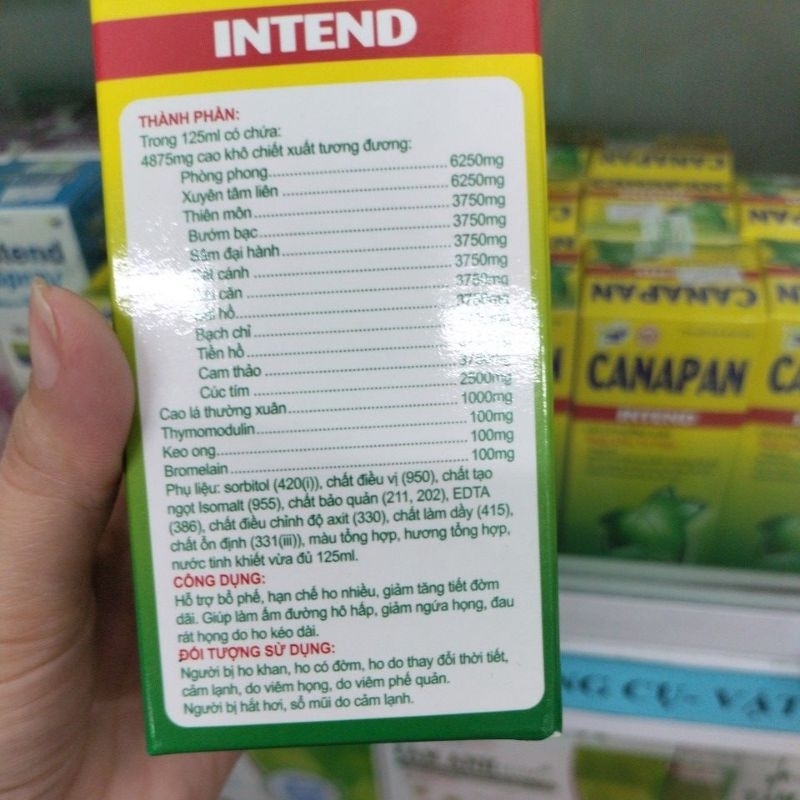 INTEND
THÀNH PHẦN:
Trong 125ml có chứa:
4875mg cao khô chiết xuất tương đương:
Phòng phong 6250mg
Xuyên tâm liên 6250mg
Thiên môn 3750mg
Bướm bạc 3750mg
Sâm đại hành 3750mg
cánh 3750mg
căn 3750mg
hồ 3750mg
Bạch chỉ
Tiền hồ
Cam thảo 3750mg
Cúc tím 2500mg
Cao lá thường xuân 1000mg
Thymomodulin 100mg
Keo ong 100mg
Bromelain 100mg
Phụ liệu: sorbitol (420(i)), chất điều vị (950), chất tạo
ngọt Isomalt (955), chất bảo quản (211, 202), EDTA
(386), chất điều chỉnh độ axit (330), chất làm dầy (415),
chất ổn định (331(iii)), màu tổng hợp, hương tổng hợp,
nước tinh khiết vừa đủ 125ml.
CÔNG DỤNG:
Hỗ trợ bổ phế, hạn chế ho nhiều, giảm tăng tiết đờm
dãi. Giúp làm ấm đường hô hấp, giảm ngứa họng, đau
rát họng do ho kéo dài.
ĐỐI TƯỢNG SỬ DỤNG:
Người bị ho khan, ho có đờm, ho do thay đổi thời tiết,
cảm lạnh, do viêm họng, do viêm phế quản.
Người bị hắt hơi, sổ mũi do cảm lạnh.
CANAPAN
CANAPAN
INTEND